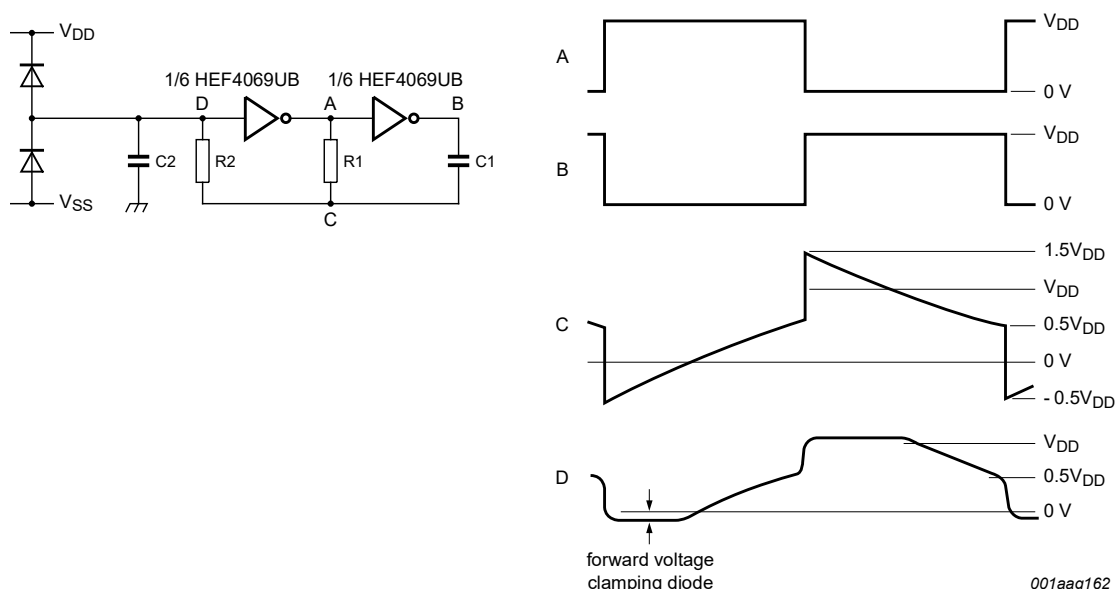 VDD
1/6 HEF4069UB
1/6 HEF4069UB
D
A
B
C2
R2
R1
C1
VSS
C
A
VDD
0 V
B
VDD
0 V
C
1.5VDD
VDD
0.5VDD
0 V
- 0.5VDD
D
VDD
0.5VDD
0 V
forward voltage
clamping diode
001aag162